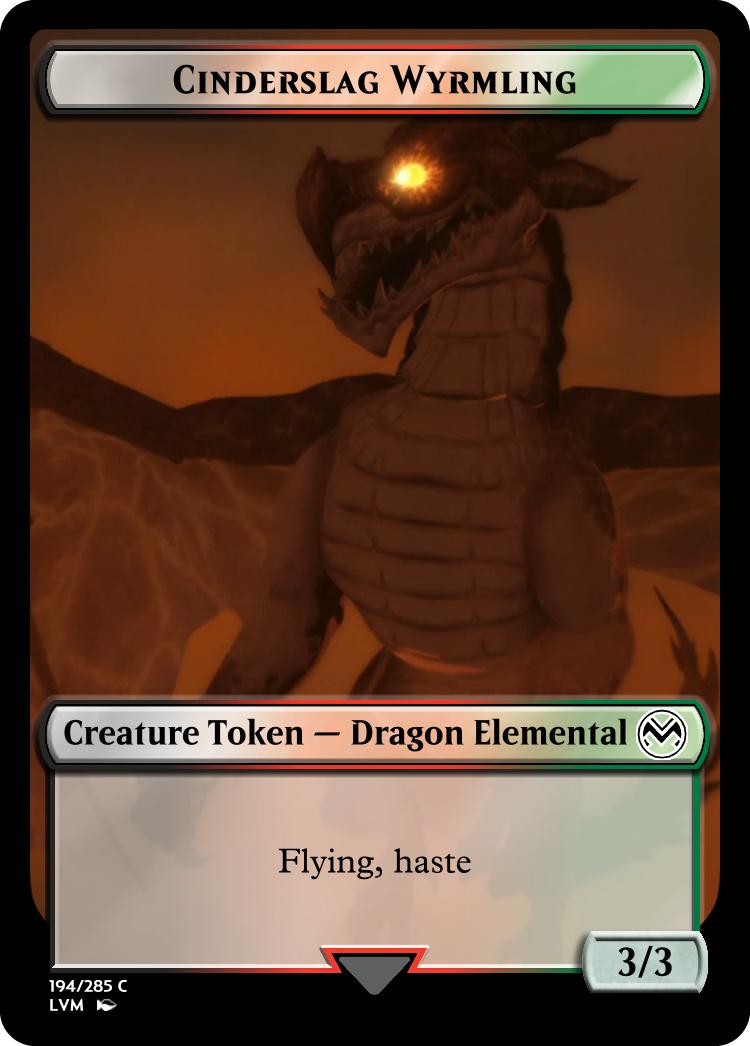 Cinderslag Wyrmling
Creature Token — Dragon Elemental
Flying, haste
3/3
194/285 C
LVM